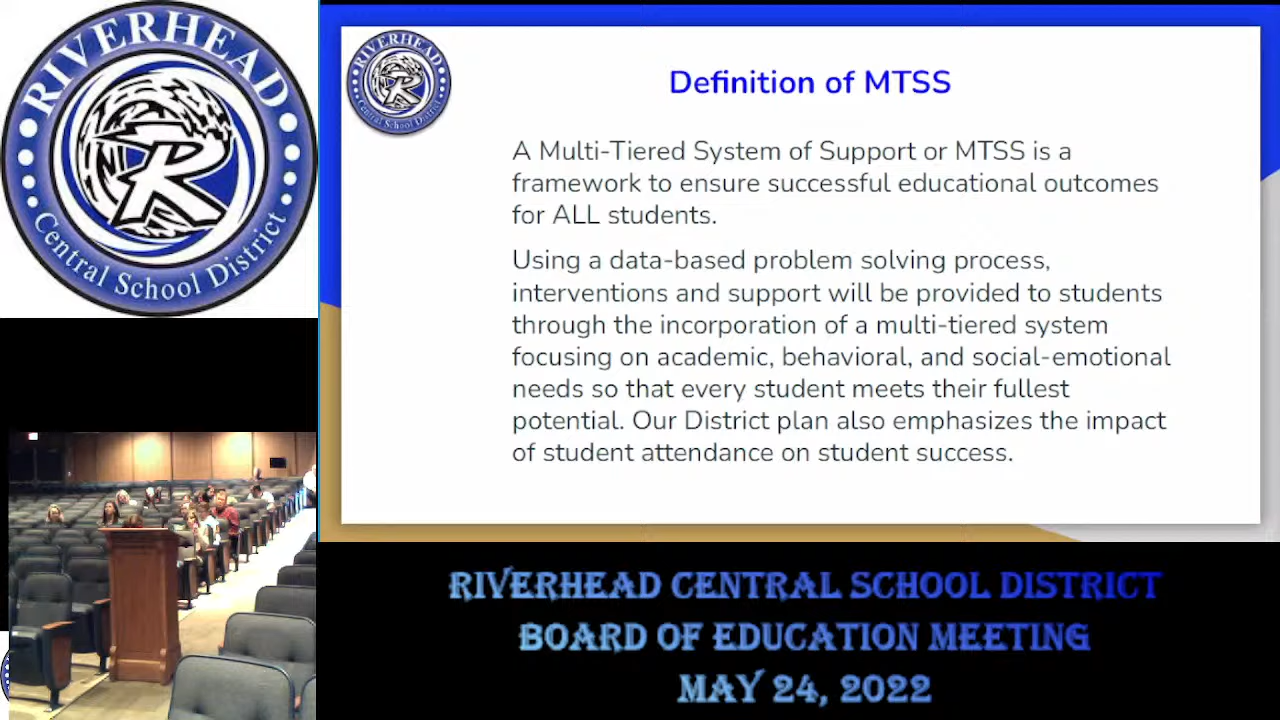 RIVERHEAD
R
Central School District
RIVERHEAD
R
Central School District
Definition of MTSS
A Multi-Tiered System of Support or MTSS is a
framework to ensure successful educational outcomes
for ALL students.
Using a data-based problem solving process,
interventions and support will be provided to students
through the incorporation of a multi-tiered system
focusing on academic, behavioral, and social-emotional
needs so that every student meets their fullest
potential. Our District plan also emphasizes the impact
of student attendance on student success.
RIVERHEAD CENTRAL SCHOOL DISTRICT
BOARD OF EDUCATION MEETING
MAY 24, 2022